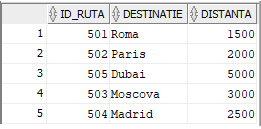 ID_RUTA DESTINATIE DISTANTA
1 501 Roma 1500
2 502 Paris 2000
3 505 Dubai 5000
4 503 Moscova 3000
5 504 Madrid 2500